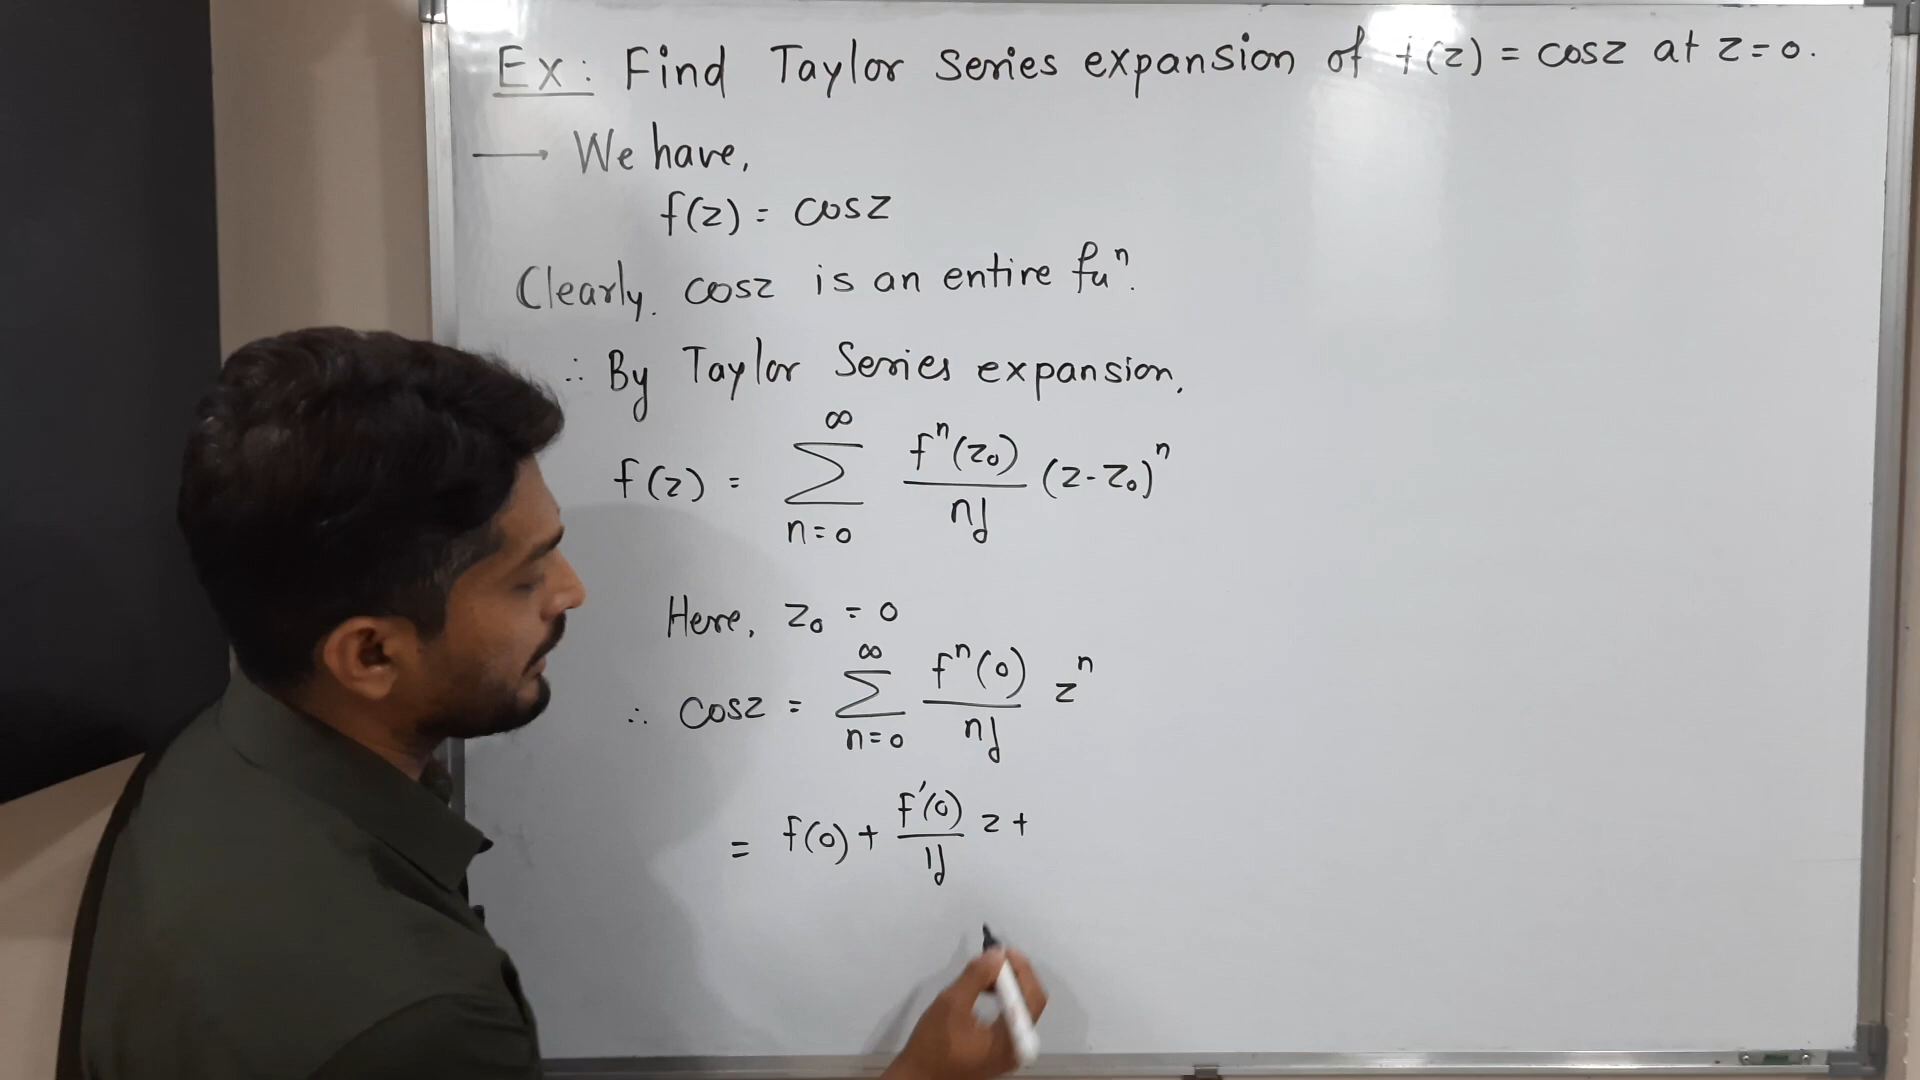 Ex: Find Taylor Series expansion of f(z) = cosz at z=0.
→ We have,
f(z) = cosz
Clearly. cosz is an entire fuⁿ.
∴ By Taylor Series expansion,
f(z) = ∑_{n=0}^{∞} fⁿ(z₀)/n! (z-z₀)ⁿ
Here, z₀ = 0
∴ cosz = ∑_{n=0}^{∞} fⁿ(0)/n! zⁿ
= f(0) + f'(0)/1! z +